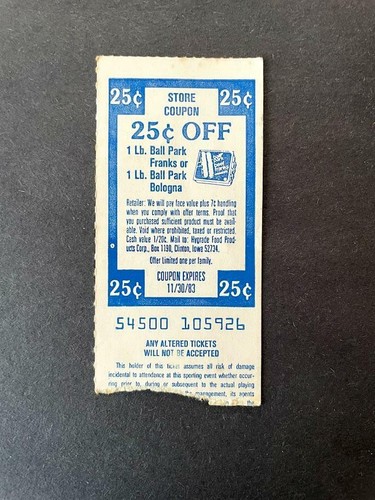 25¢ STORE 25¢
COUPON
25¢ OFF
1 Lb. Ball Park
Franks or
1 Lb. Ball Park
Bologna
Retailer: We will pay face value plus 7¢ handling
when you comply with offer terms. Proof that
you purchased sufficient product must be avail-
able. Void where prohibited, taxed or restricted.
Cash value 1/20c. Mail to: Hygrade Food Prod-
ucts Corp., Box 1180, Clinton, Iowa 52734.
Offer Limited one per family.
COUPON EXPIRES
25¢ 11/30/83 25¢
54500 105926
ANY ALTERED TICKETS
WILL NOT BE ACCEPTED
The holder of this ticket assumes all risk of damage
incidental to attendance at this sporting event whether occur-
ring prior to, during or subsequent to the actual playing
management, its agents
the